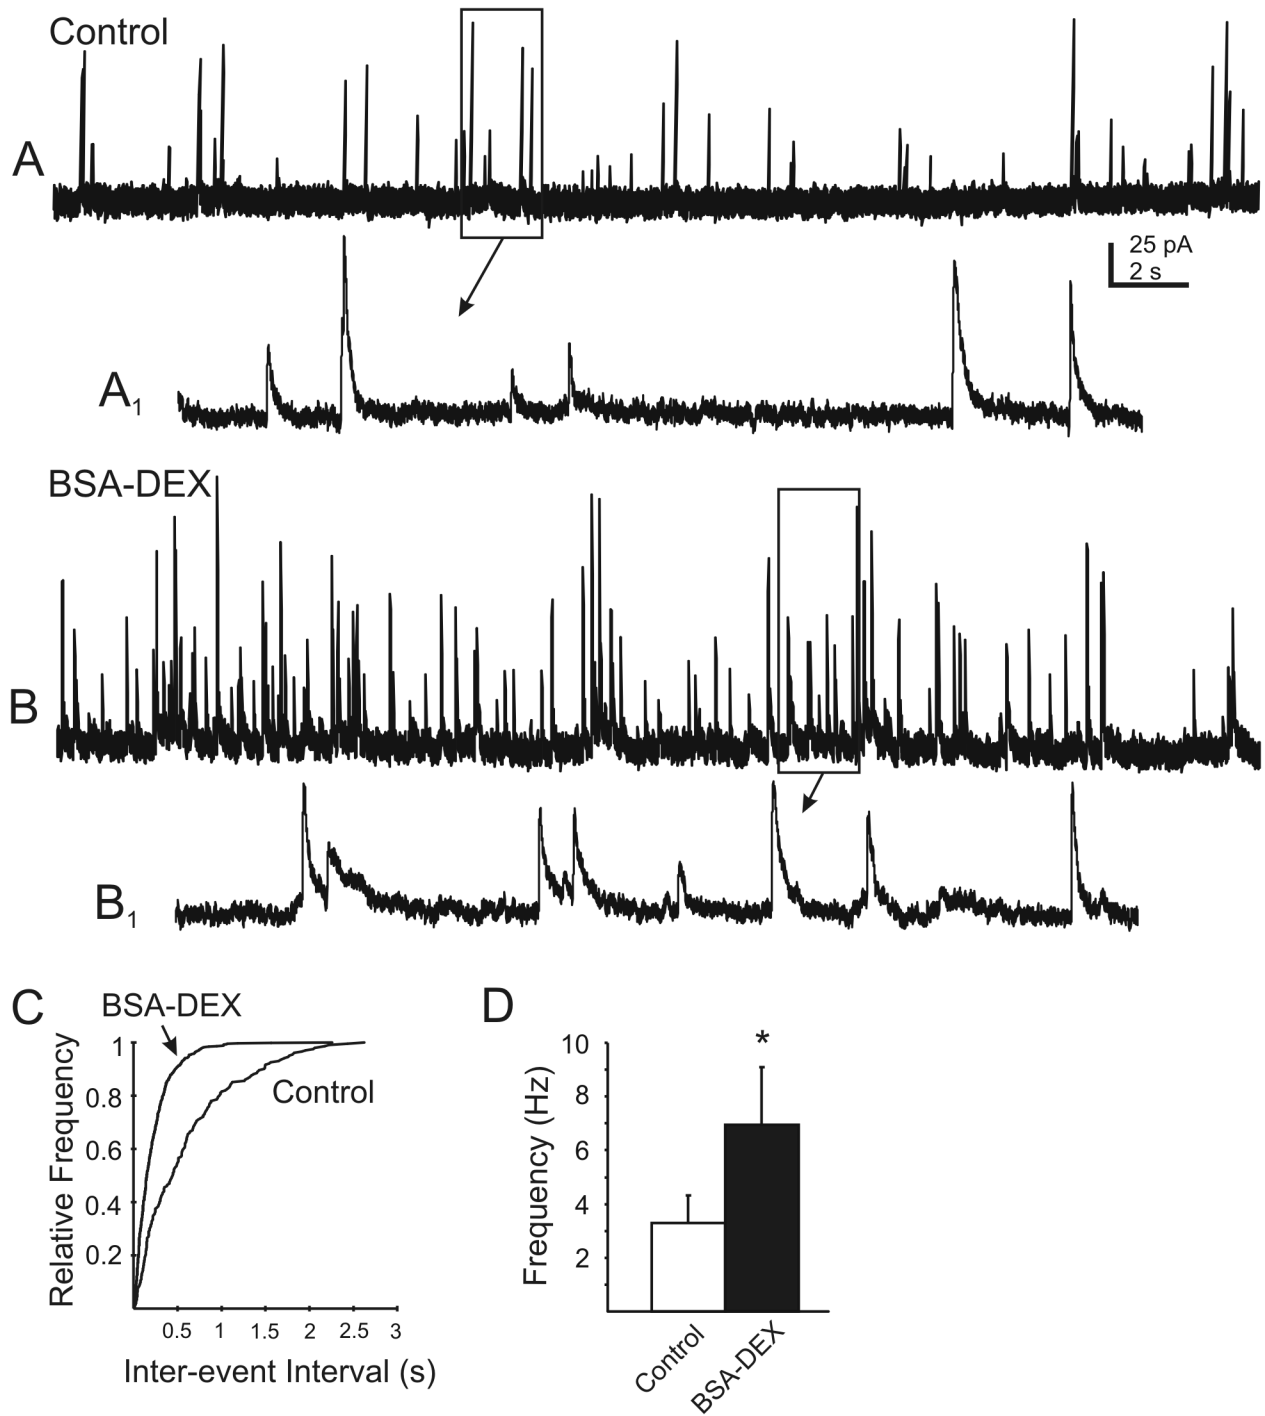 Control
A
25 pA
2 s
A1
BSA-DEX
B
B1
C
BSA-DEX
Relative Frequency
1
0.8
0.6
0.4
0.2
Control
0.5 1 1.5 2 2.5 3
Inter-event Interval (s)
D
*
Frequency (Hz)
10
8
6
4
2
Control
BSA-DEX